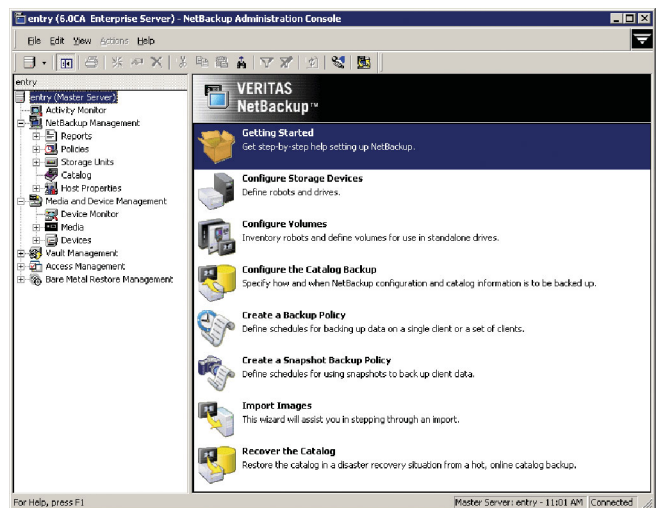 entry (6.0CA Enterprise Server) - NetBackup Administration Console
File Edit View Actions Help
entry
entry (Master Server)
Activity Monitor
NetBackup Management
Reports
Policies
Storage Units
Catalog
Host Properties
Media and Device Management
Device Monitor
Media
Devices
Vault Management
Access Management
Bare Metal Restore Management
VERITAS
NetBackup™
Getting Started
Get step-by-step help setting up NetBackup.
Configure Storage Devices
Define robots and drives.
Configure Volumes
Inventory robots and define volumes for use in standalone drives.
Configure the Catalog Backup
Specify how and when NetBackup configuration and catalog information is to be backed up.
Create a Backup Policy
Define schedules for backing up data on a single client or a set of clients.
Create a Snapshot Backup Policy
Define schedules for using snapshots to back up client data.
Import Images
This wizard will assist you in stepping through an import.
Recover the Catalog
Restore the catalog in a disaster recovery situation from a hot, online catalog backup.
For Help, press F1
Master Server: entry - 11:01 AM Connected